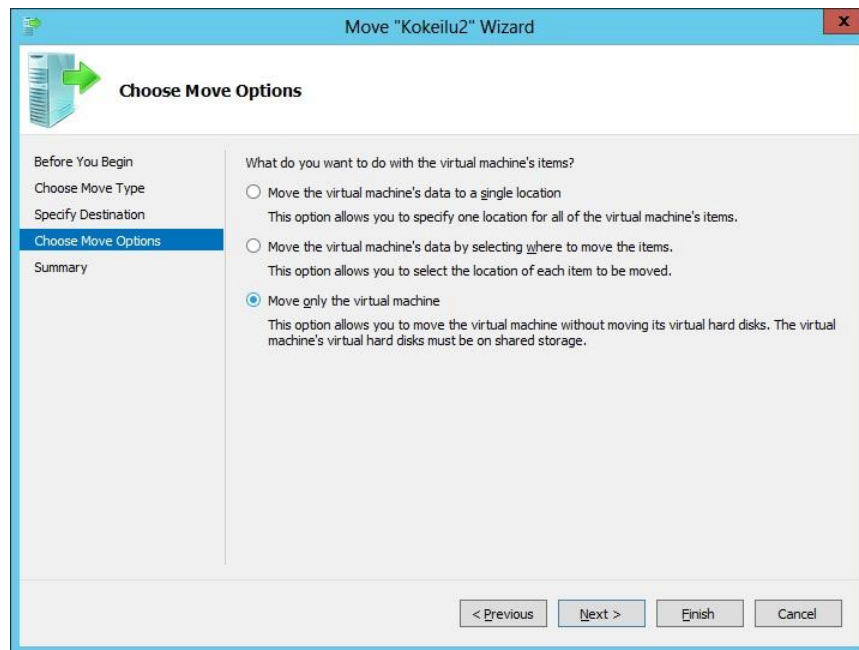 Move "Kokeilu2" Wizard
x
Choose Move Options
Before You Begin
Choose Move Type
Specify Destination
Choose Move Options
Summary
What do you want to do with the virtual machine's items?
Move the virtual machine's data to a single location
This option allows you to specify one location for all of the virtual machine's items.
Move the virtual machine's data by selecting where to move the items.
This option allows you to select the location of each item to be moved.
Move only the virtual machine
This option allows you to move the virtual machine without moving its virtual hard disks. The virtual
machine's virtual hard disks must be on shared storage.
< Previous
Next >
Finish
Cancel